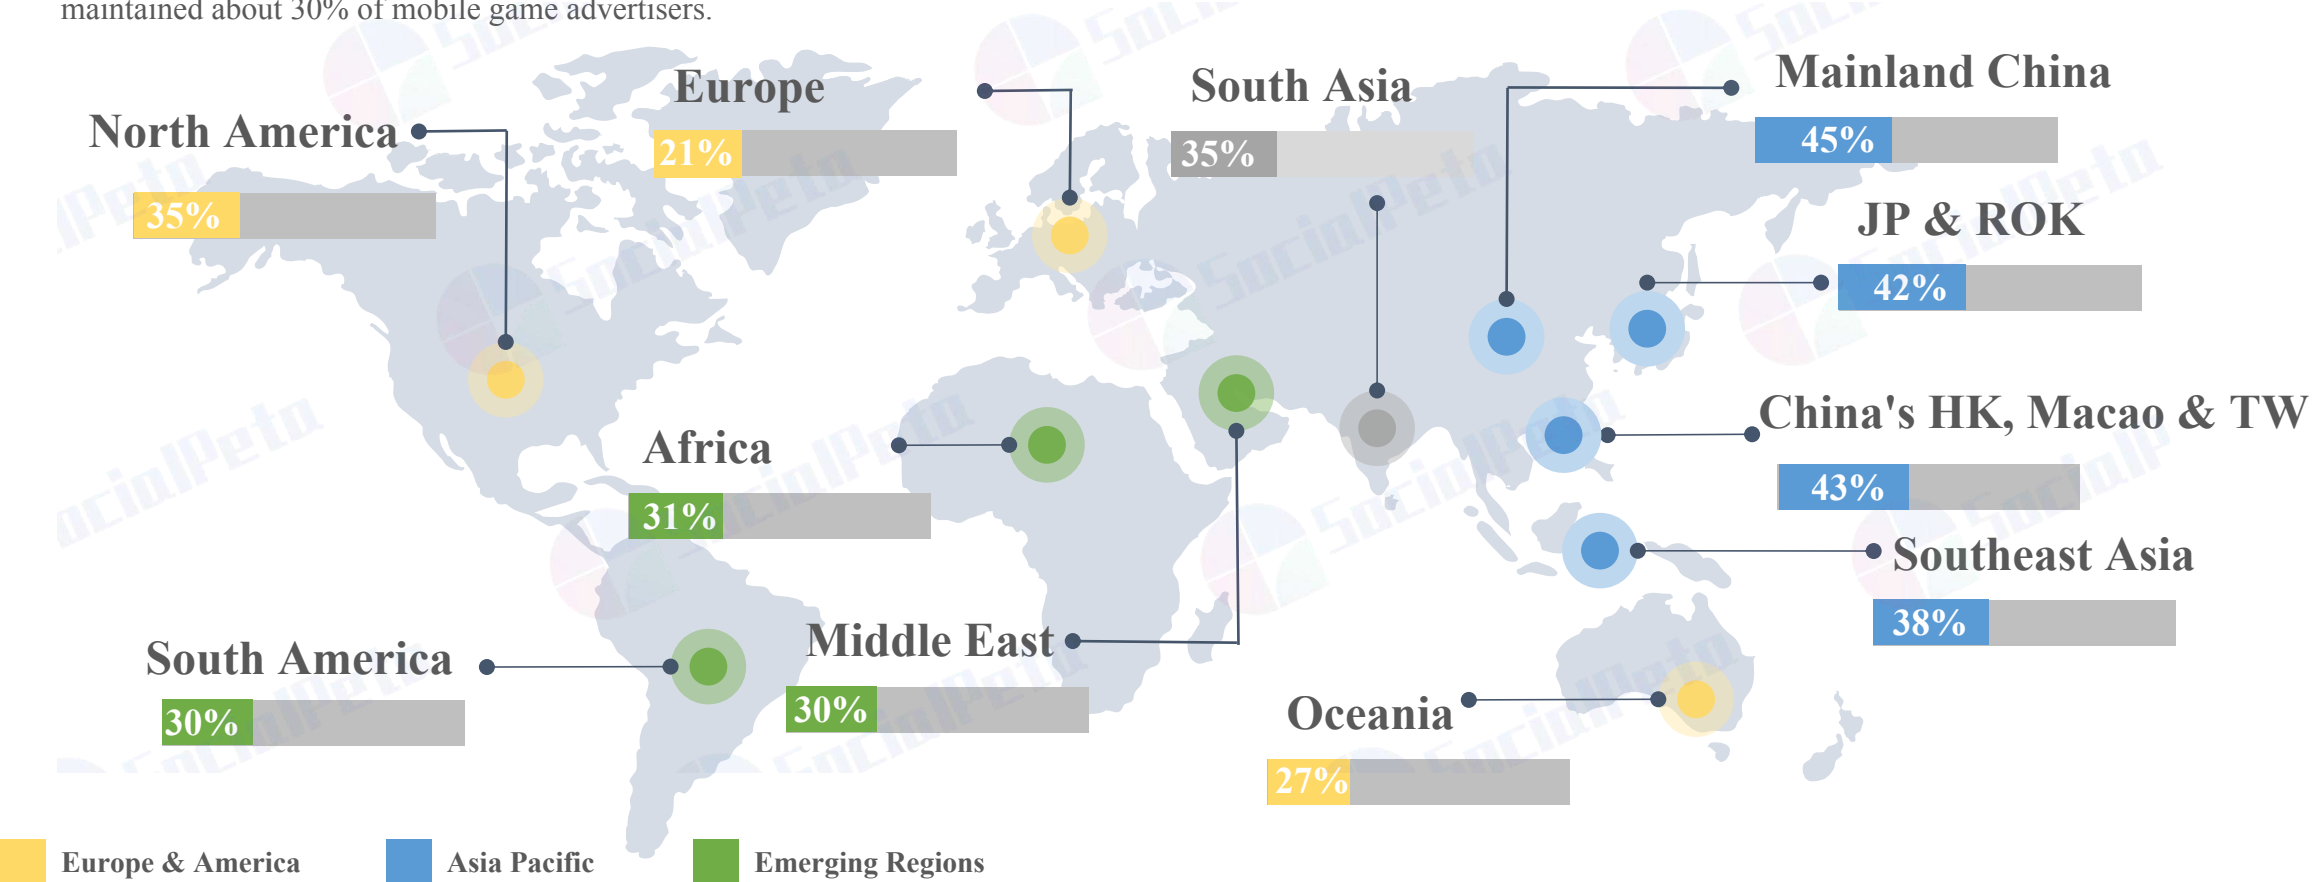 maintained about 30% of mobile game advertisers.
Europe
21%
South Asia
35%
Mainland China
45%
North America
35%
JP & ROK
42%
China's HK, Macao & TW
43%
Africa
31%
Southeast Asia
38%
South America
30%
Middle East
30%
Oceania
27%
Europe & America
Asia Pacific
Emerging Regions
SocialPeta